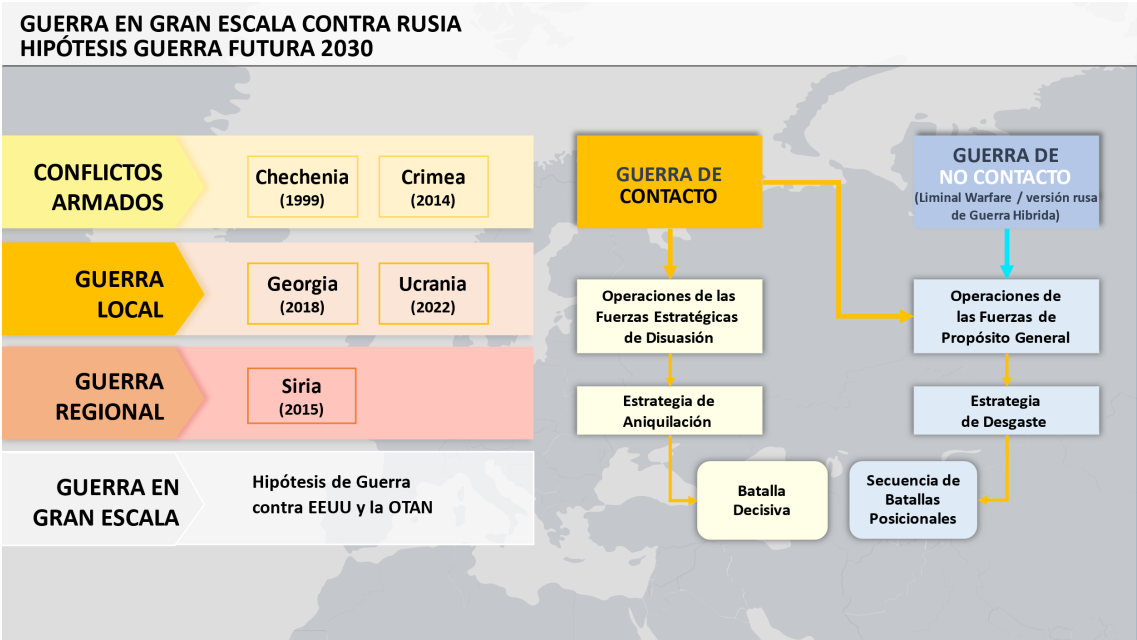 GUERRA EN GRAN ESCALA CONTRA RUSIA
HIPÓTESIS GUERRA FUTURA 2030
CONFLICTOS
ARMADOS
Chechenia
(1999)
Crimea
(2014)
GUERRA
LOCAL
Georgia
(2018)
Ucrania
(2022)
GUERRA
REGIONAL
Siria
(2015)
GUERRA EN
GRAN ESCALA
Hipótesis de Guerra
contra EEUU y la OTAN
GUERRA DE
CONTACTO
GUERRA DE
NO CONTACTO
(Liminal Warfare / versión rusa
de Guerra Hibrida)
Operaciones de las
Fuerzas Estratégicas
de Disuasión
Operaciones de
las Fuerzas de
Propósito General
Estrategia de
Aniquilación
Estrategia
de Desgaste
Batalla
Decisiva
Secuencia de
Batallas
Posicionales